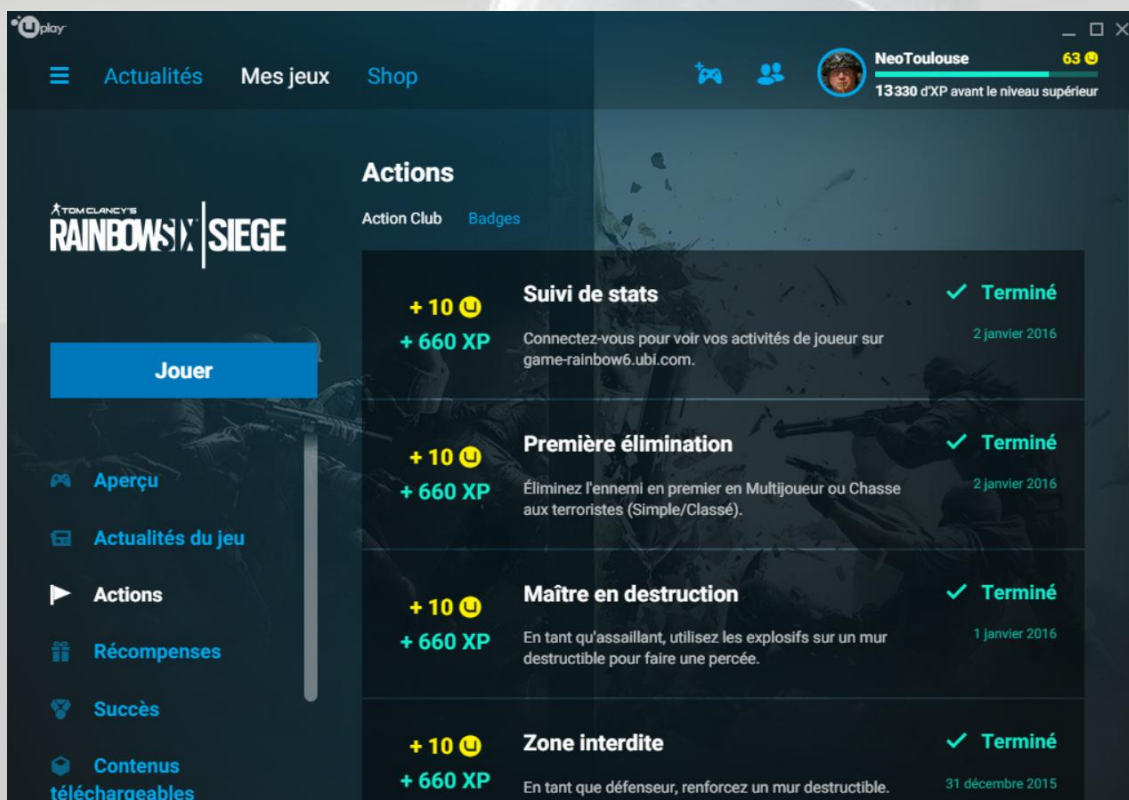 Uplay
Actualités Mes jeux Shop
NeoToulouse 63
13 330 d'XP avant le niveau supérieur
TOM CLANCY'S
RAINBOW SIX SIEGE
Jouer
Aperçu
Actualités du jeu
Actions
Récompenses
Succès
Contenus
téléchargeables
Actions
Action Club Badges
+ 10
+ 660 XP
Suivi de stats
Connectez-vous pour voir vos activités de joueur sur
game-rainbow6.ubi.com.
Terminé
2 janvier 2016
+ 10
+ 660 XP
Première élimination
Éliminez l'ennemi en premier en Multijoueur ou Chasse
aux terroristes (Simple/Classé).
Terminé
2 janvier 2016
+ 10
+ 660 XP
Maître en destruction
En tant qu'assaillant, utilisez les explosifs sur un mur
destructible pour faire une percée.
Terminé
1 janvier 2016
+ 10
+ 660 XP
Zone interdite
En tant que défenseur, renforcez un mur destructible.
Terminé
31 décembre 2015